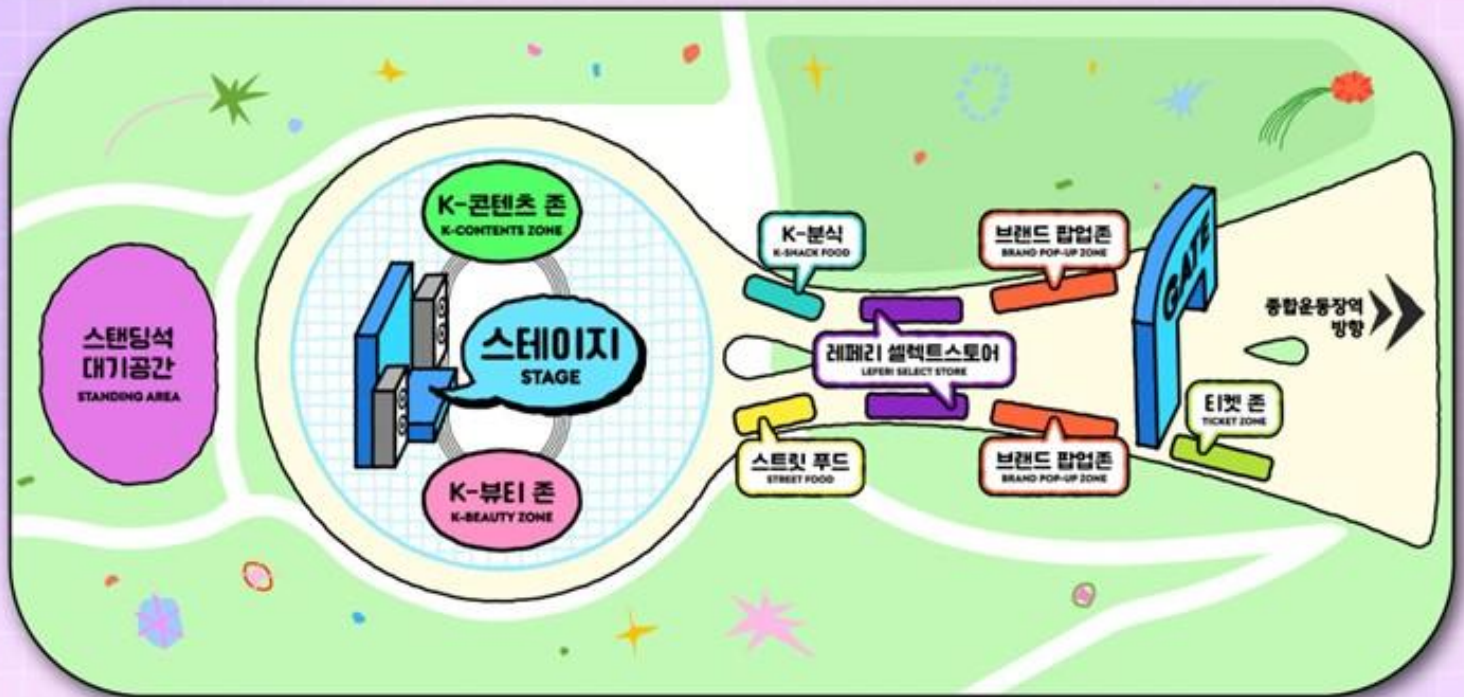 K-콘텐츠 존
K-CONTENTS ZONE
스탠딩석
대기공간
STANDING AREA
스테이지
STAGE
K-뷰티 존
K-BEAUTY ZONE
K-분식
K-SNACK FOOD
브랜드 팝업존
BRAND POP-UP ZONE
레페리 셀렉트스토어
LEFERI SELECT STORE
스트릿 푸드
STREET FOOD
브랜드 팝업존
BRAND POP-UP ZONE
GATE
종합운동장역
방향
티켓 존
TICKET ZONE